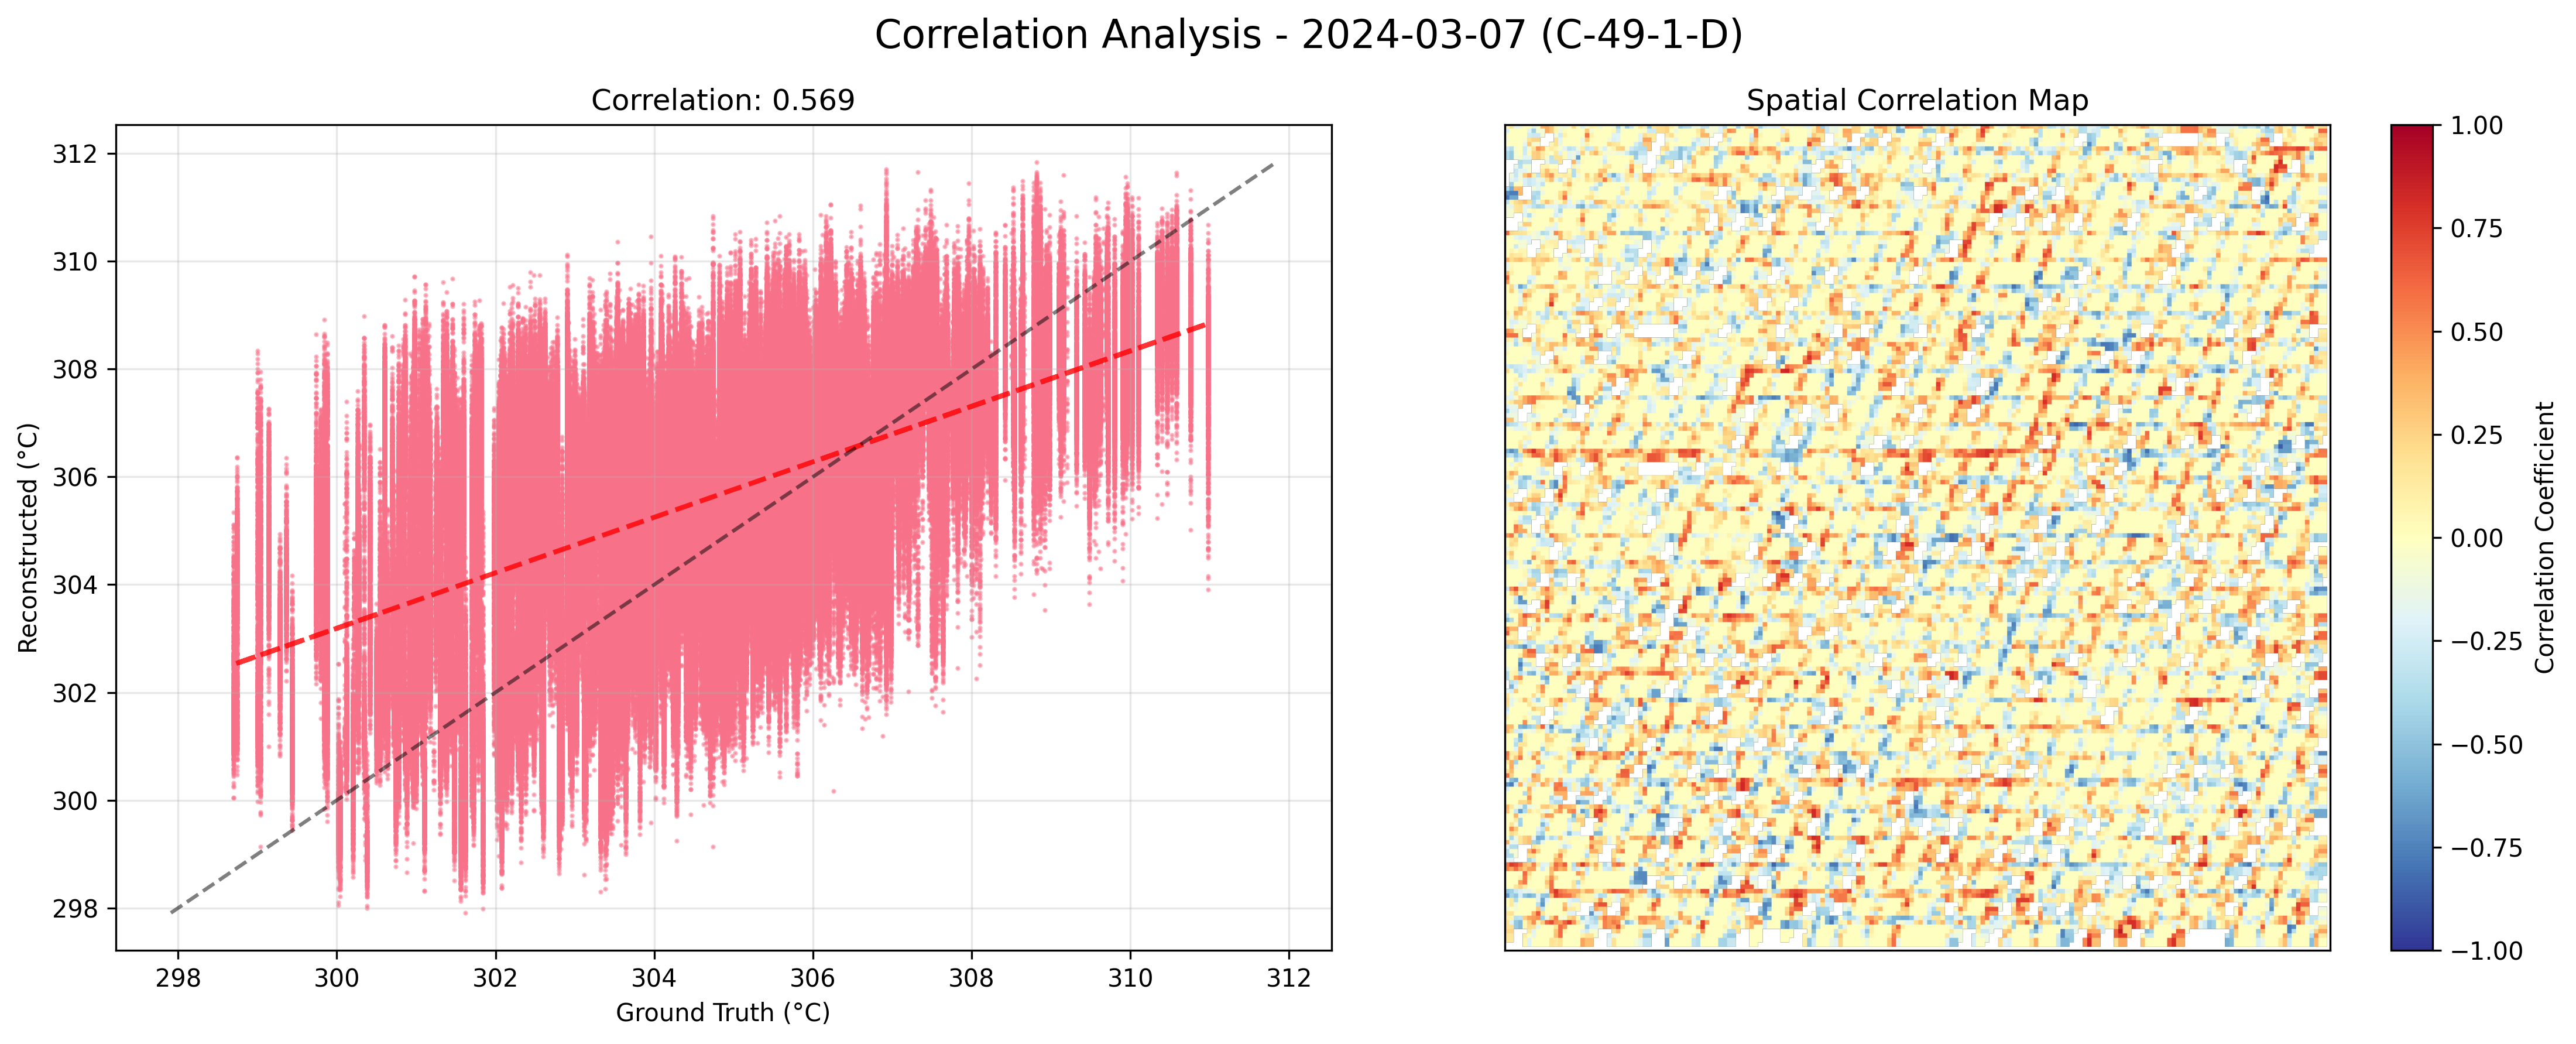 Correlation Analysis - 2024-03-07 (C-49-1-D)
Correlation: 0.569
312
310
308
306
304
302
300
298
Reconstructed (°C)
298 300 302 304 306 308 310 312
Ground Truth (°C)
Spatial Correlation Map
1.00
0.75
0.50
0.25
0.00
−0.25
−0.50
−0.75
−1.00
Correlation Coefficient